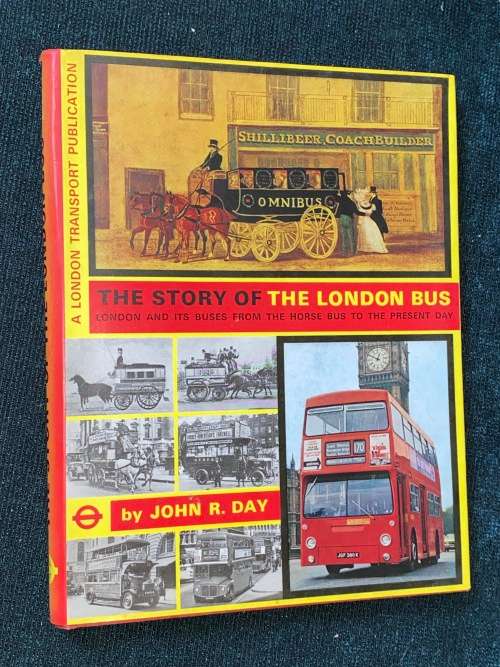 A LONDON TRANSPORT PUBLICATION
SHILLIBEER, COACHBUILDER
OMNIBUS
THE STORY OF THE LONDON BUS
LONDON AND ITS BUSES FROM THE HORSE BUS TO THE PRESENT DAY
70
by JOHN R. DAY